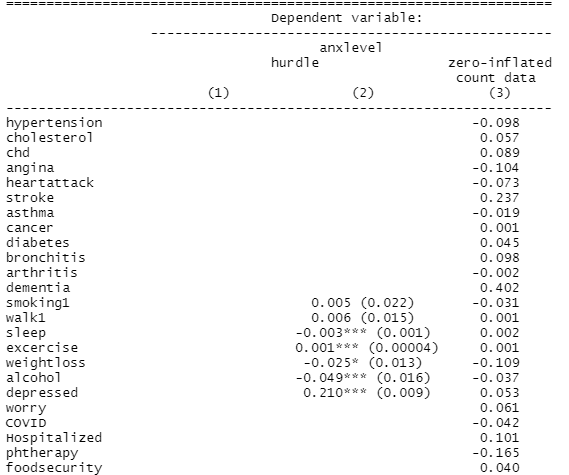 ======================================================================
Dependent variable:
--------------------------------------------------
anxlevel
hurdle zero-inflated
count data
(1) (2) (3)
----------------------------------------------------------------------
hypertension -0.098
cholesterol 0.057
chd 0.089
angina -0.104
heartattack -0.073
stroke 0.237
asthma -0.019
cancer 0.001
diabetes 0.045
bronchitis 0.098
arthritis -0.002
dementia 0.402
smoking1 0.005 (0.022) -0.031
walk1 0.006 (0.015) 0.001
sleep -0.003*** (0.001) 0.002
excercise 0.001*** (0.00004) 0.001
weightloss -0.025* (0.013) -0.109
alcohol -0.049*** (0.016) -0.037
depressed 0.210*** (0.009) 0.053
worry 0.061
COVID -0.042
Hospitalized 0.101
phtherapy -0.165
foodsecurity 0.040